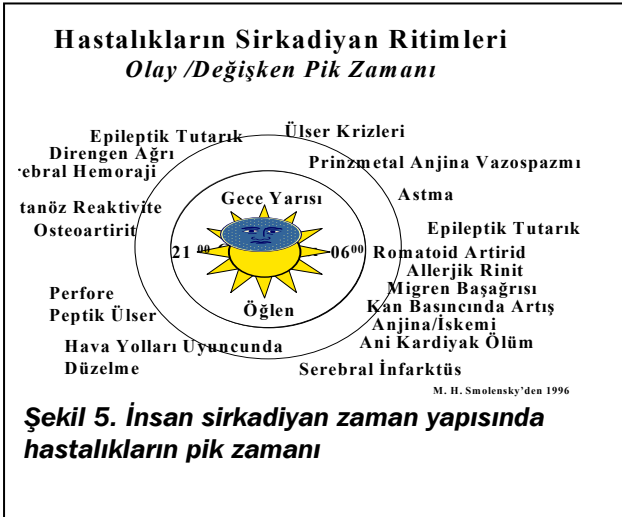 Hastalıkların Sirkadiyan Ritimleri
Olay /Değişken Pik Zamanı
Epileptik Tutarık
Ülser Krizleri
Direngen Ağrı
Prinzmetal Anjina Vazospazmı
Hemoraji
Astma
Gece Yarısı
Reaktivite
Epileptik Tutarık
Osteoartirit
21 00
06 00
Romatoid Artirid
Allerjik Rinit
Migren Başağrısı
Perfore
Kan Basıncında Artış
Peptik Ülser
Öğlen
Anjina/İskemi
Hava Yolları Uyuncunda
Ani Kardiyak Ölüm
Düzelme
Serebral İnfarktüs
M. H. Smolensky'den 1996
Şekil 5. İnsan sirkadiyan zaman yapısında
hastalıkların pik zamanı